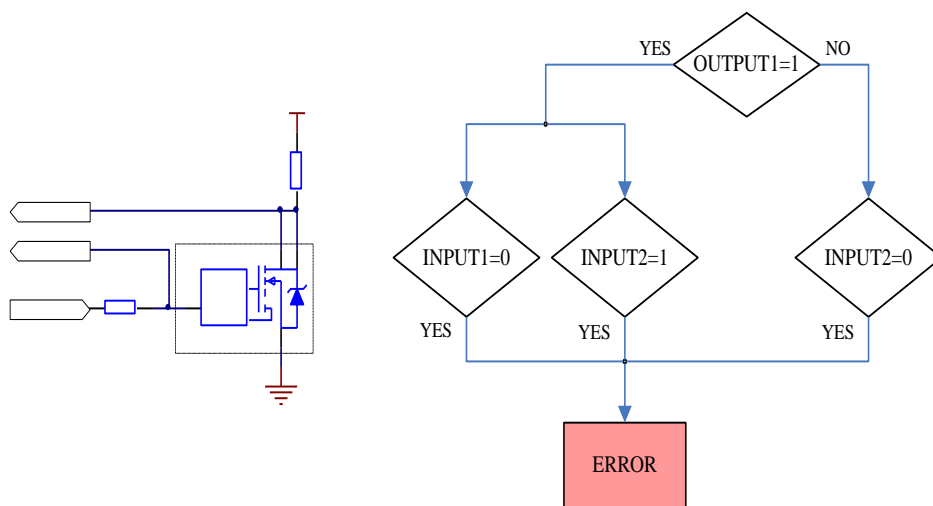 YES
NO
OUTPUT1=1
INPUT1=0
INPUT2=1
INPUT2=0
YES
YES
YES
ERROR